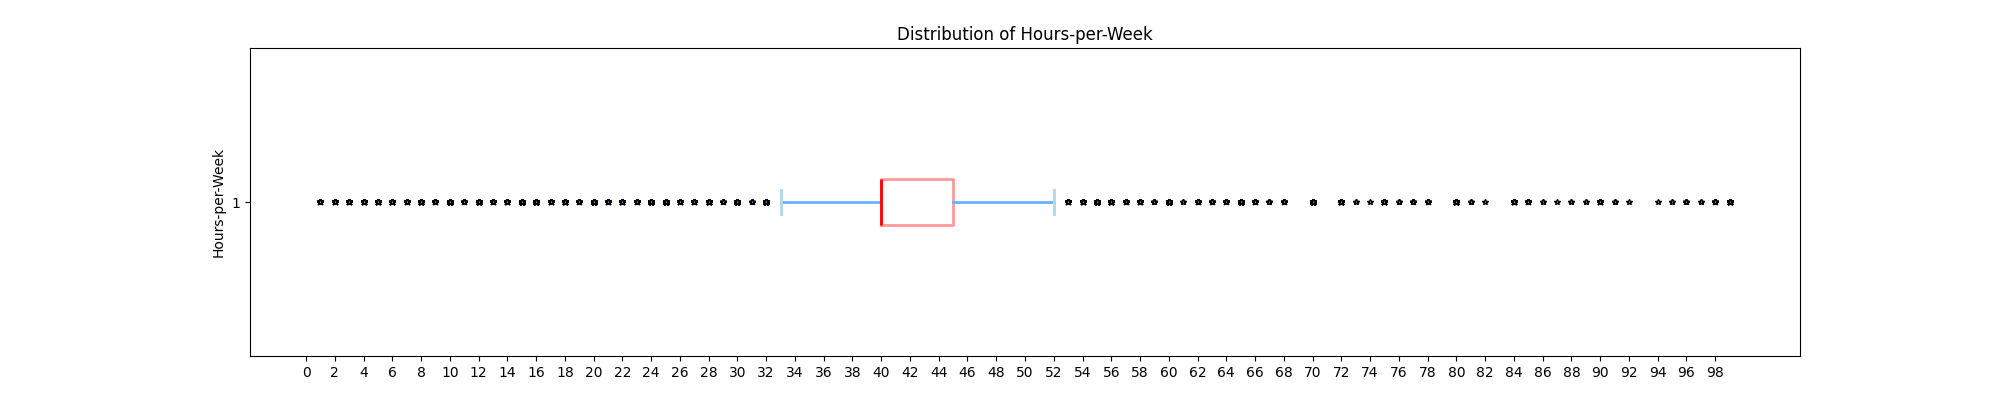 Distribution of Hours-per-Week
Hours-per-Week
1
0 2 4 6 8 10 12 14 16 18 20 22 24 26 28 30 32 34 36 38 40 42 44 46 48 50 52 54 56 58 60 62 64 66 68 70 72 74 76 78 80 82 84 86 88 90 92 94 96 98